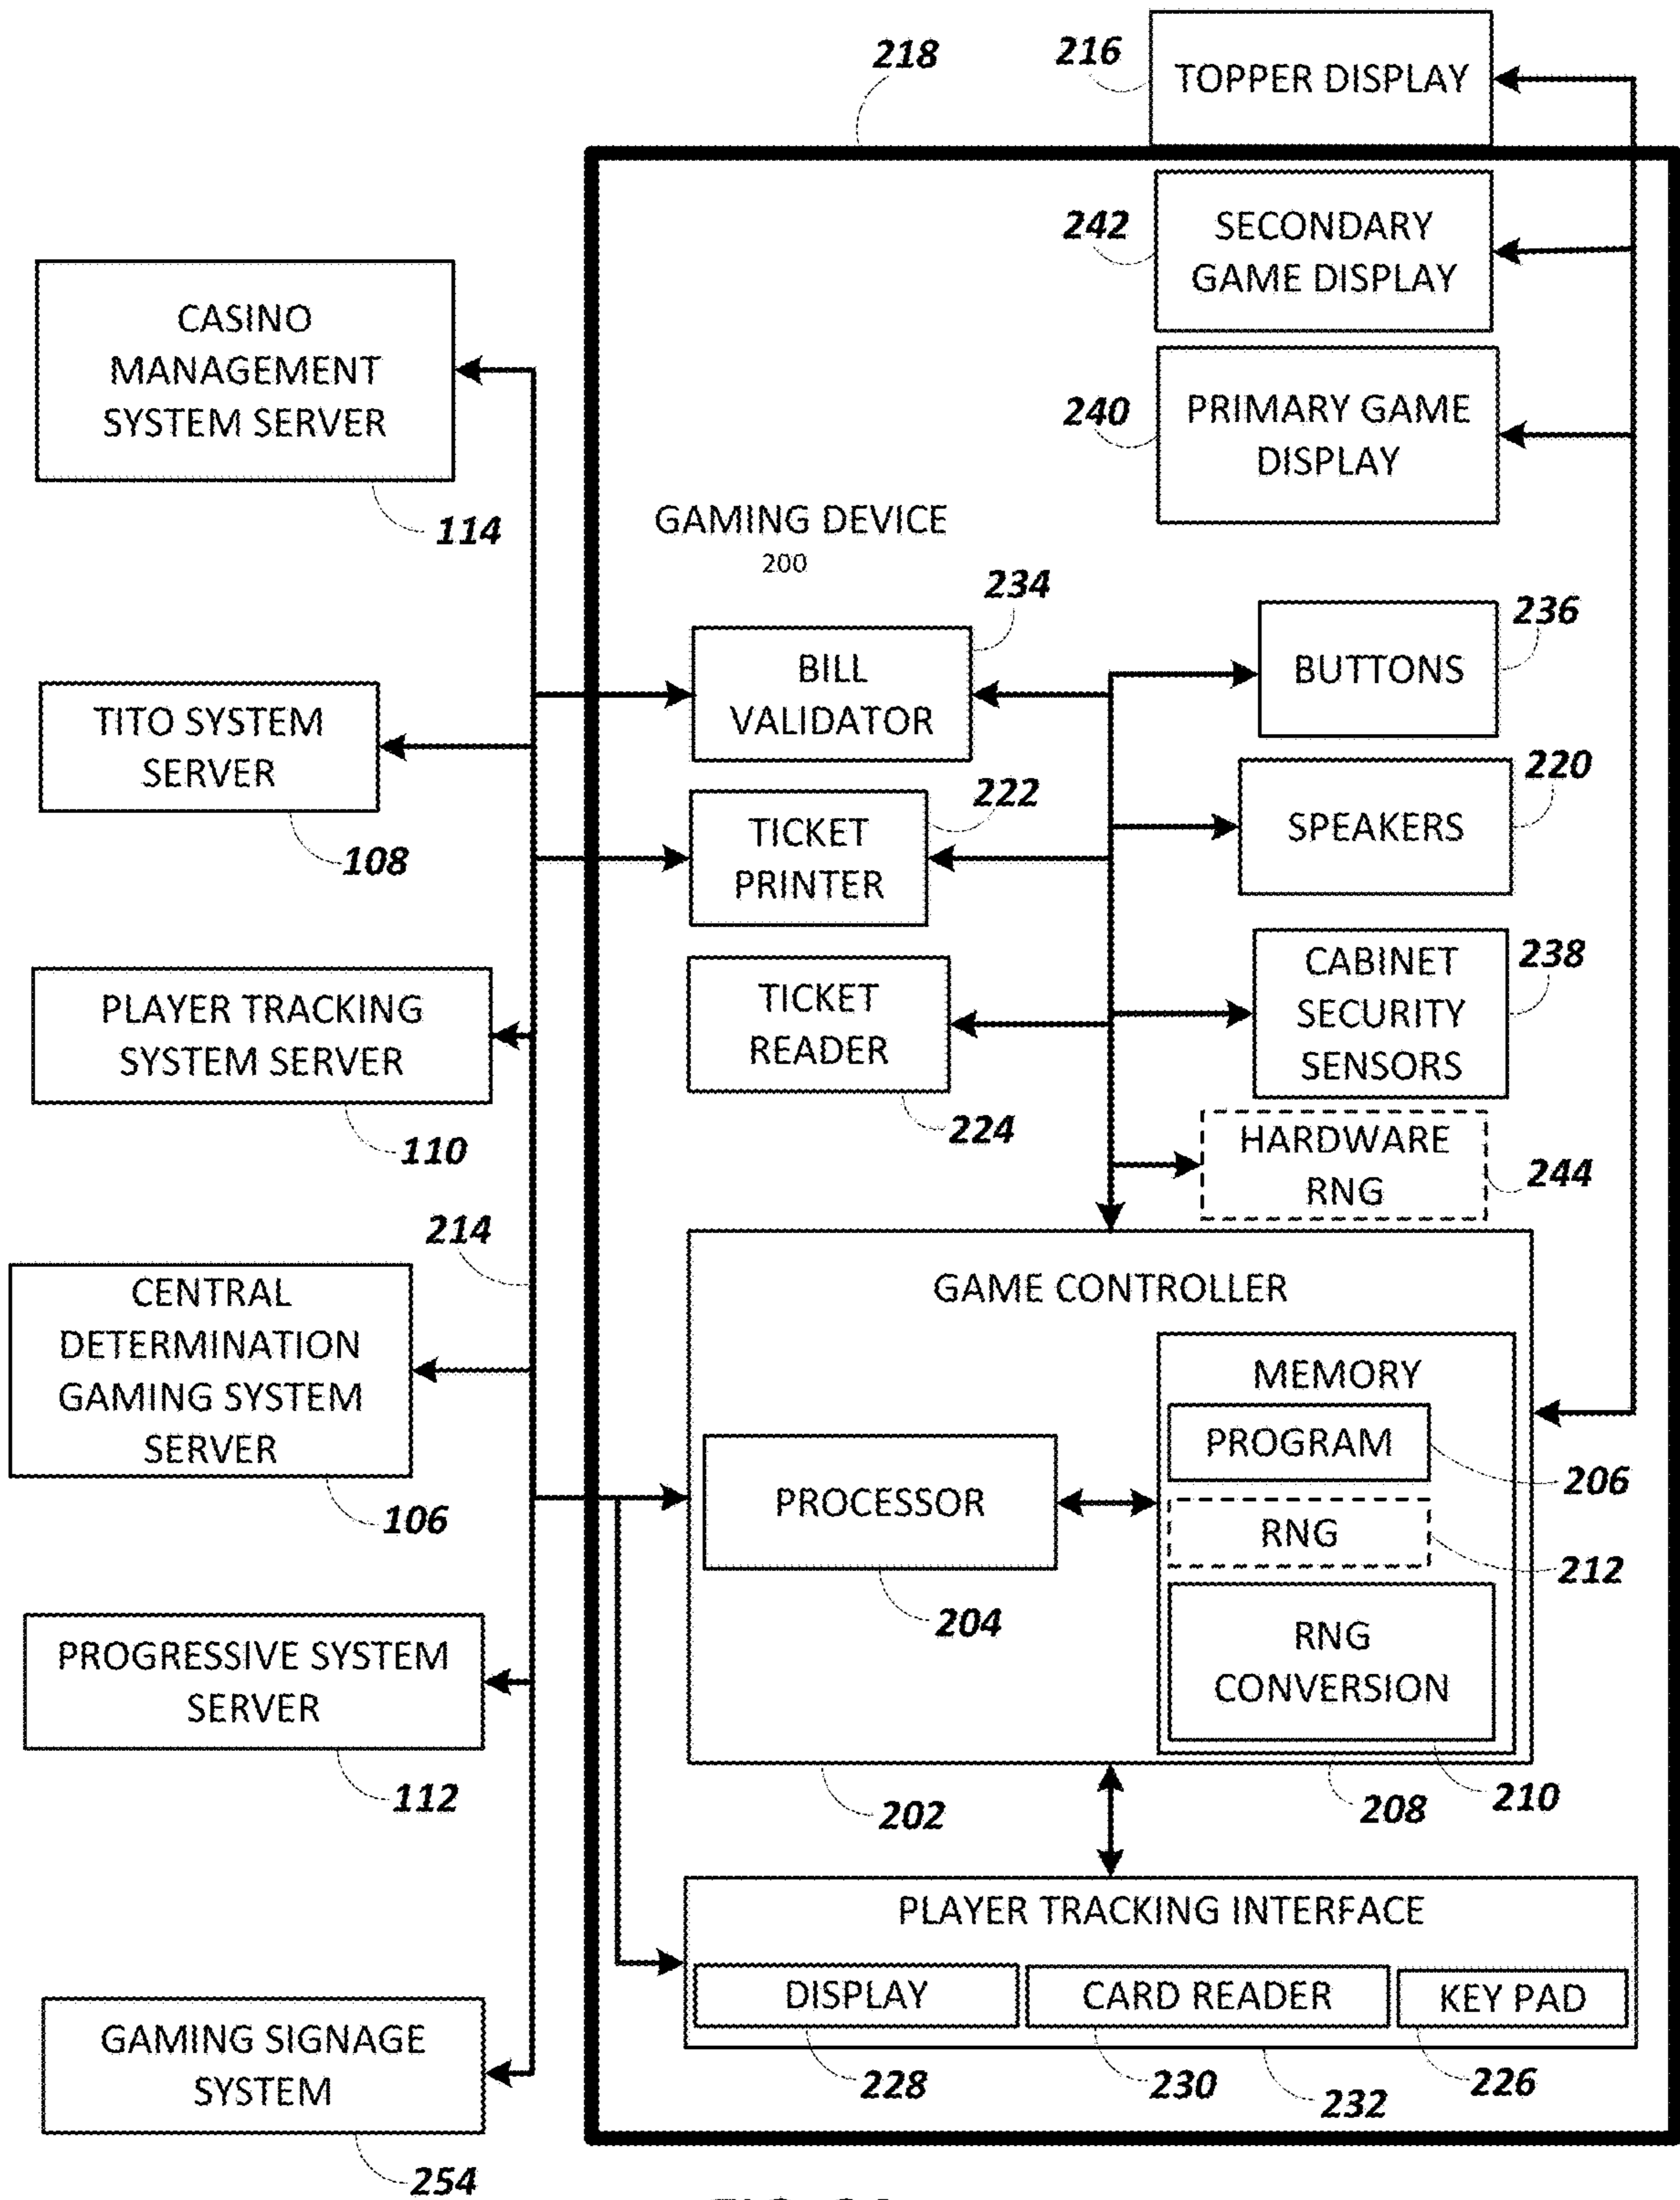 218
216
TOPPER DISPLAY
242
SECONDARY
GAME DISPLAY
CASINO
MANAGEMENT
SYSTEM SERVER
114
240
PRIMARY GAME
DISPLAY
GAMING DEVICE
200
234
BILL
VALIDATOR
236
BUTTONS
TITO SYSTEM
SERVER
108
222
TICKET
PRINTER
220
SPEAKERS
PLAYER TRACKING
SYSTEM SERVER
110
TICKET
READER
224
CABINET
SECURITY
SENSORS
238
HARDWARE
RNG
244
214
CENTRAL
DETERMINATION
GAMING SYSTEM
SERVER
106
GAME CONTROLLER
MEMORY
PROGRAM
206
PROCESSOR
204
RNG
212
RNG
CONVERSION
210
208
202
PROGRESSIVE SYSTEM
SERVER
112
PLAYER TRACKING INTERFACE
DISPLAY
CARD READER
KEY PAD
228
230
232
226
GAMING SIGNAGE
SYSTEM
254